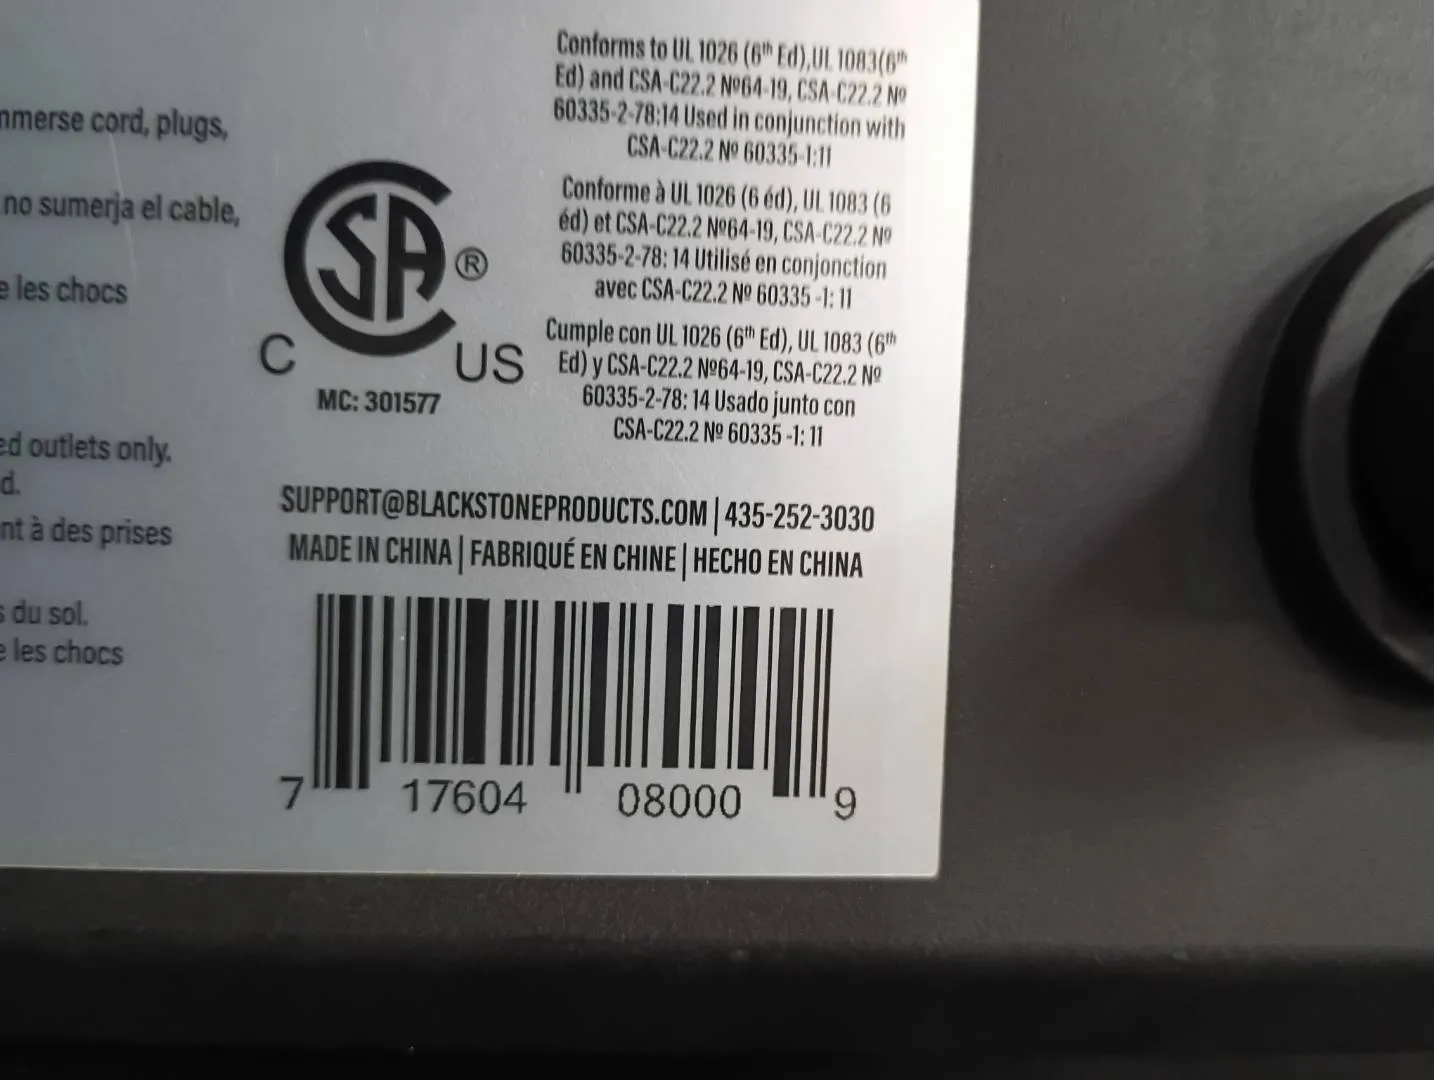 mmerse cord, plugs,
no sumerja el cable,
e les chocs
ed outlets only.
d.
nt à des prises
s du sol.
e les chocs
CSA®
C US
MC: 301577
Conforms to UL 1026 (6th Ed),UL 1083(6th
Ed) and CSA-C22.2 Nº64-19, CSA-C22.2 Nº
60335-2-78:14 Used in conjunction with
CSA-C22.2 Nº 60335-1:11
Conforme à UL 1026 (6 éd), UL 1083 (6
éd) et CSA-C22.2 Nº64-19, CSA-C22.2 Nº
60335-2-78: 14 Utilisé en conjonction
avec CSA-C22.2 Nº 60335 -1: 11
Cumple con UL 1026 (6th Ed), UL 1083 (6th
Ed) y CSA-C22.2 Nº64-19, CSA-C22.2 Nº
60335-2-78: 14 Usado junto con
CSA-C22.2 Nº 60335 -1: 11
SUPPORT@BLACKSTONEPRODUCTS.COM | 435-252-3030
MADE IN CHINA | FABRIQUÉ EN CHINE | HECHO EN CHINA
7 17604 08000 9